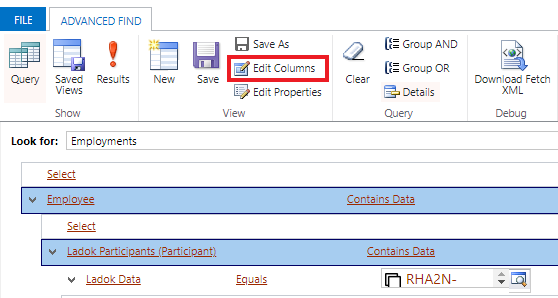 FILE ADVANCED FIND
Query
Saved Views
Results
New
Save
Save As
Edit Columns
Edit Properties
Clear
Group AND
Group OR
Details
Download Fetch XML
Show View Query Debug
Look for: Employments
Select
Employee Contains Data
Select
Ladok Participants (Participant) Contains Data
Ladok Data Equals RHA2N-